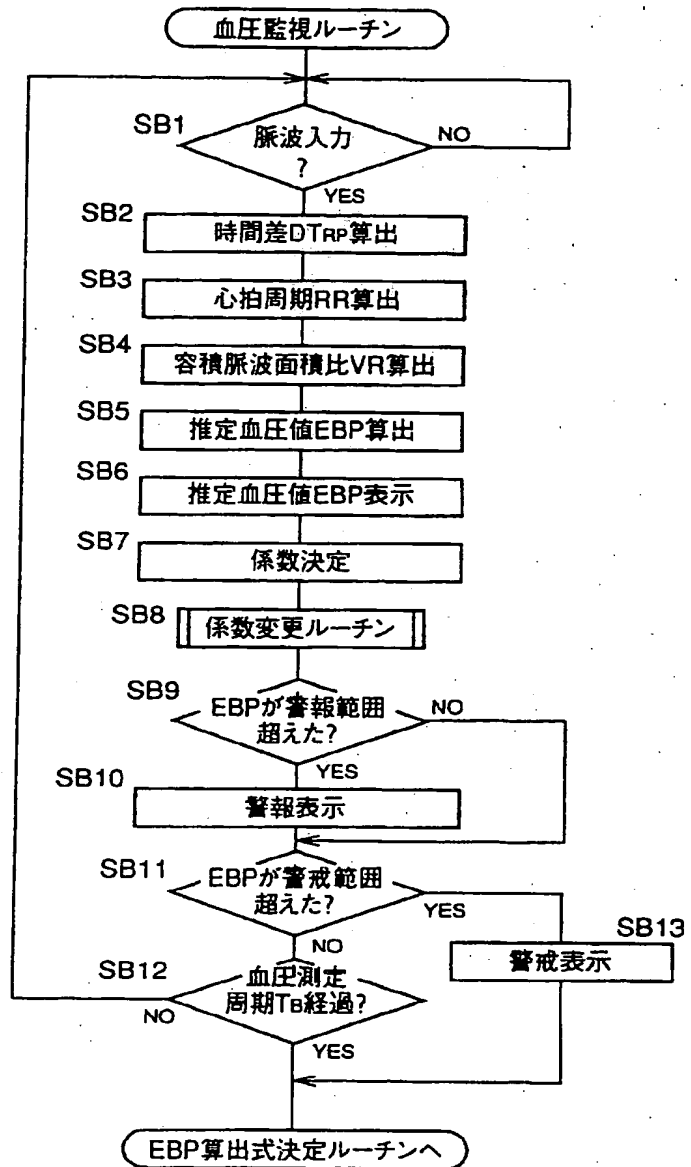 血圧監視ルーチン
SB1
脈波入力
?
NO
YES
SB2
時間差DTRP算出
SB3
心拍周期RR算出
SB4
容積脈波面積比VR算出
SB5
推定血圧値EBP算出
SB6
推定血圧値EBP表示
SB7
係数決定
SB8
係数変更ルーチン
SB9
EBPが警報範囲
超えた?
NO
YES
SB10
警報表示
SB11
EBPが警戒範囲
超えた?
YES
NO
SB13
警戒表示
SB12
血圧測定
周期TB経過?
NO
YES
EBP算出式決定ルーチンへ